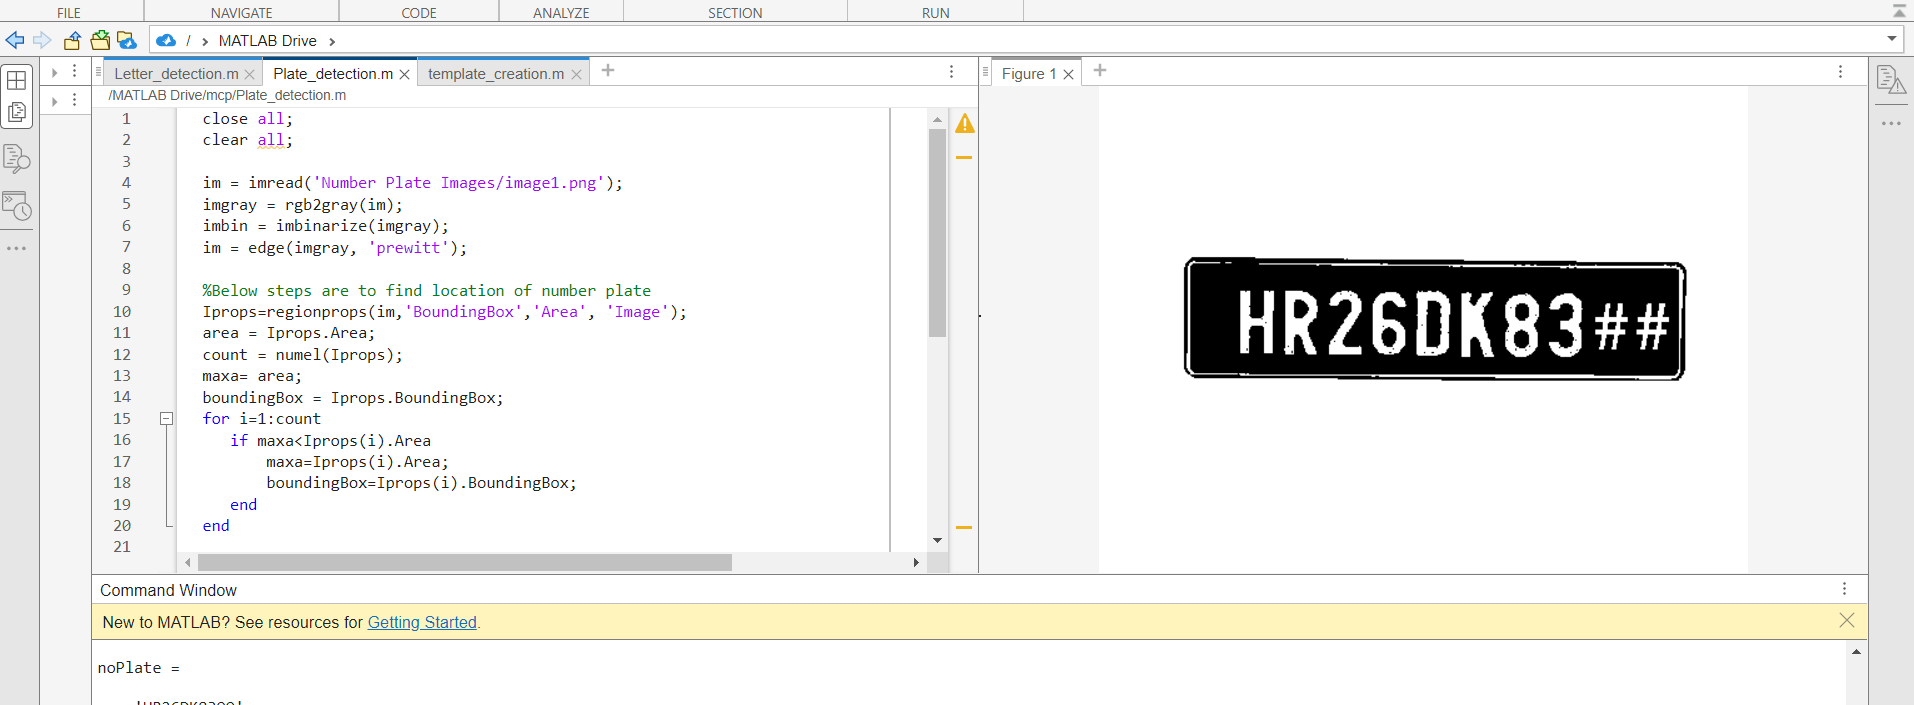 FILE NAVIGATE CODE ANALYZE SECTION RUN
/ > MATLAB Drive >
Letter_detection.m Plate_detection.m template_creation.m
/MATLAB Drive/mcp/Plate_detection.m
1 close all;
2 clear all;
3
4 im = imread('Number Plate Images/image1.png');
5 imgray = rgb2gray(im);
6 imbin = imbinarize(imgray);
7 im = edge(imgray, 'prewitt');
8
9 %Below steps are to find location of number plate
10 Iprops=regionprops(im,'BoundingBox','Area', 'Image');
11 area = Iprops.Area;
12 count = numel(Iprops);
13 maxa= area;
14 boundingBox = Iprops.BoundingBox;
15 for i=1:count
16 if maxa<Iprops(i).Area
17 maxa=Iprops(i).Area;
18 boundingBox=Iprops(i).BoundingBox;
19 end
20 end
21
Figure 1
HR26DK83##
Command Window
New to MATLAB? See resources for Getting Started.
noPlate =